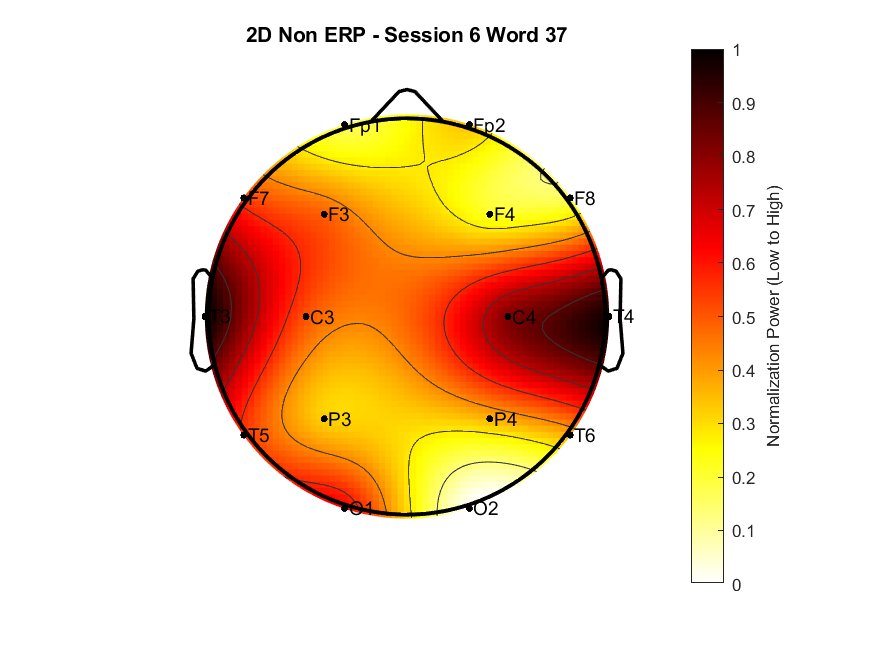 2D Non ERP - Session 6 Word 37
Fp1 Fp2
F7 F3 F4 F8
T3 C3 C4 T4
P3 P4
T5 T6
O1 O2
1
0.9
0.8
0.7
0.6
0.5
0.4
0.3
0.2
0.1
0
Normalization Power (Low to High)